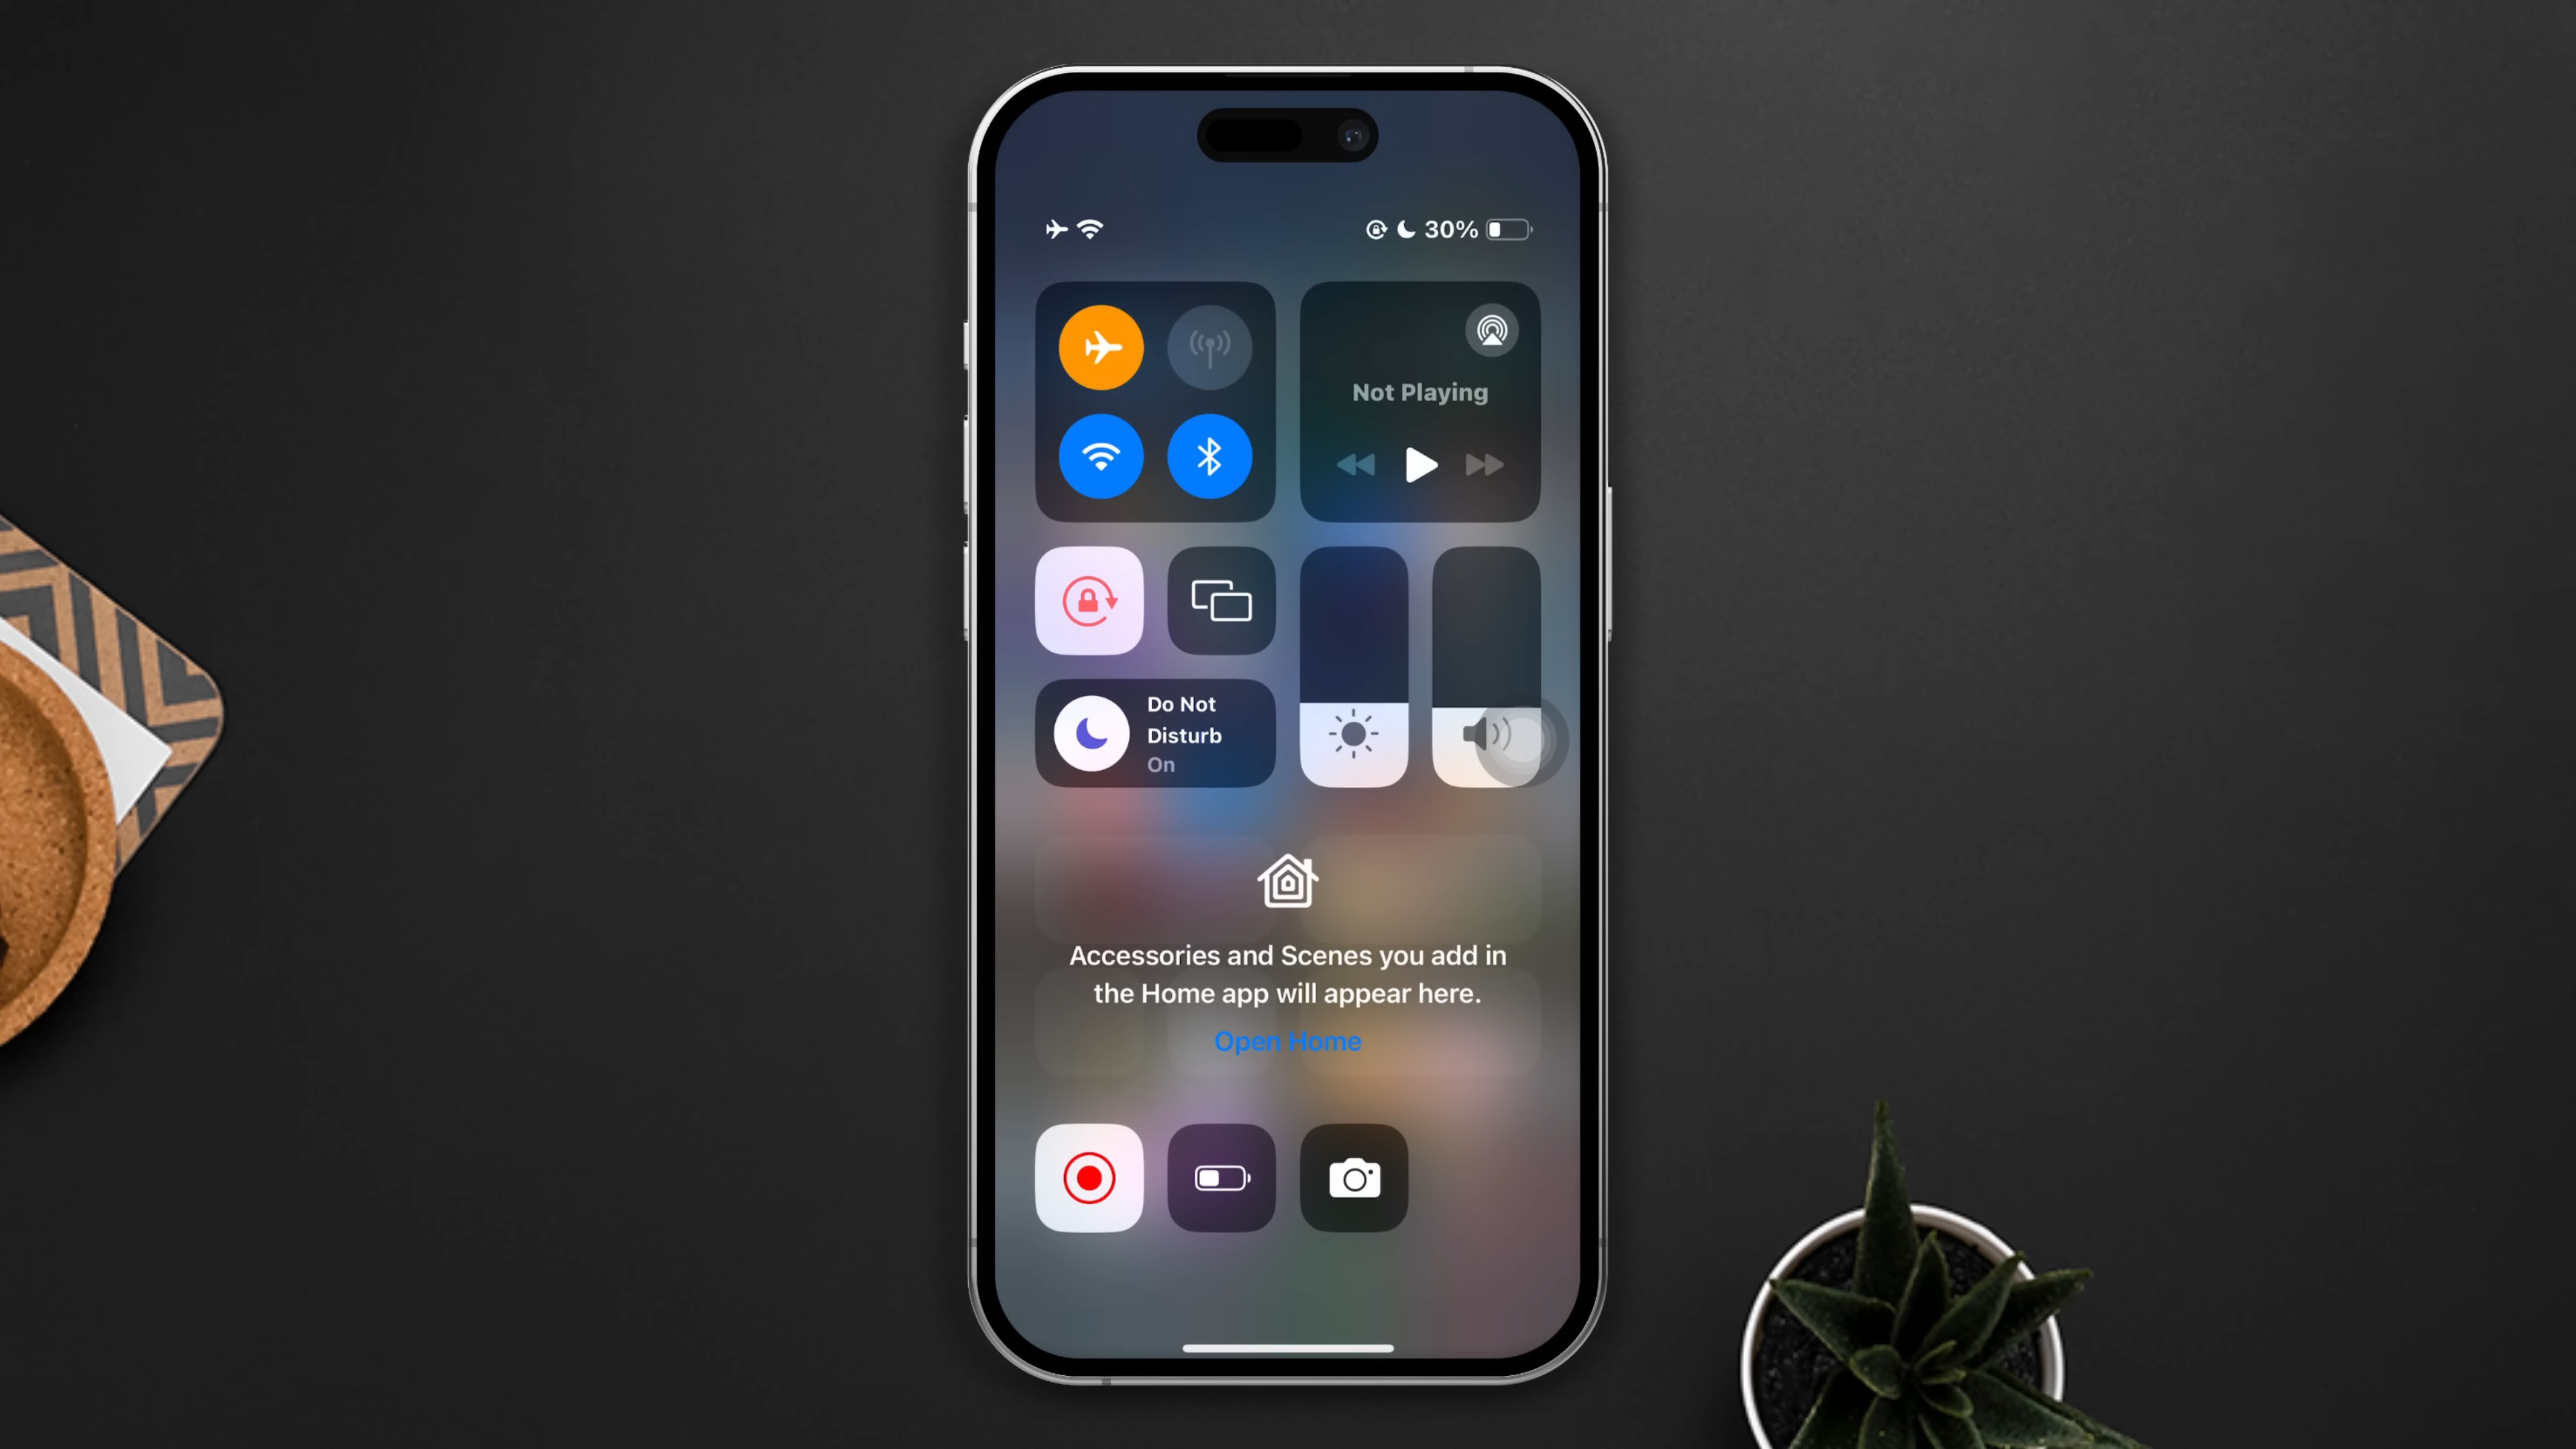 30%
Not Playing
Do Not
Disturb
On
Accessories and Scenes you add in
the Home app will appear here.
Open Home